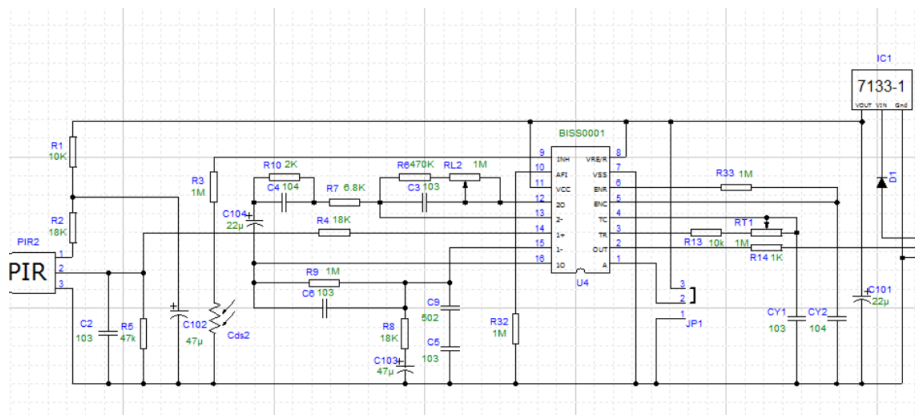 IC1
7133-1
VOUT VIN Gnd
BISS0001
R1
10K
R10 2K
R6 470K
RL2 1M
R3
1M
C4 104
R7 6.8K
C3 103
R33 1M
D1
R2
18K
C104
22µ
R4 18K
PIR2
PIR
1
2
3
R9 1M
C6
103
9 INH VRE/R 8
10 AFI VSS 7
11 VCC ENR 6
12 2O ENC 5
13 2- TC 4
14 1+ TR 3
15 1- OUT 2
16 1O A 1
U4
RT1
R13 10k 1M
R14 1K
C2
103
R5
47k
C102
47µ
Cds2
R8
18K
C103
47µ
C9
502
C5
103
R32
1M
3
2
1
JP1
CY1
103
CY2
104
C101
22µ